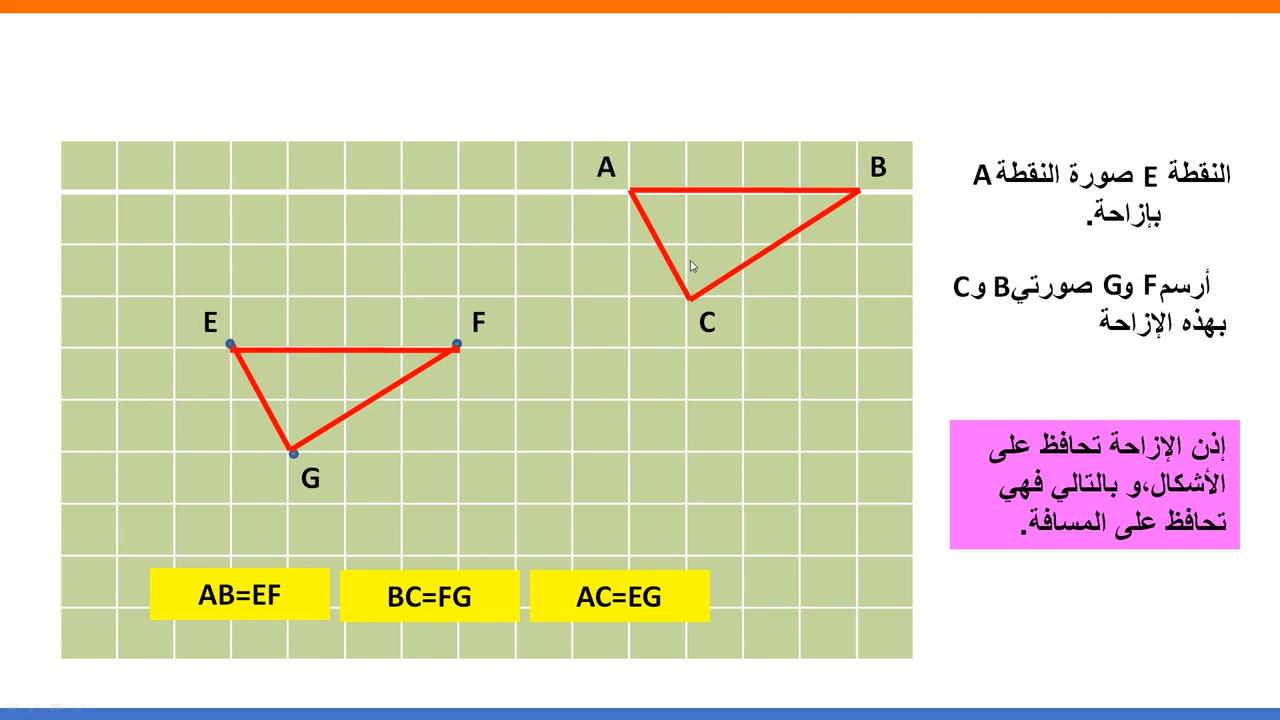 النقطة E صورة النقطة A
بإزاحة.
أرسم F وG صورتي B وC
بهذه الإزاحة
إذن الإزاحة تحافظ على
الأشكال،و بالتالي فهي
تحافظ على المسافة.
A
B
C
E
F
G
AB=EF
BC=FG
AC=EG